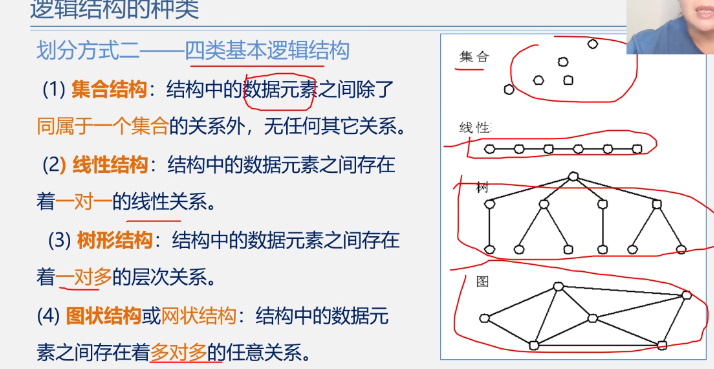 逻辑结构的种类
划分方式二——四类基本逻辑结构
(1) 集合结构：结构中的数据元素之间除了
同属于一个集合的关系外，无任何其它关系。
(2) 线性结构：结构中的数据元素之间存在
着一对一的线性关系。
(3) 树形结构：结构中的数据元素之间存在
着一对多的层次关系。
(4) 图状结构或网状结构：结构中的数据元
素之间存在着多对多的任意关系。
集合
线性
树
图